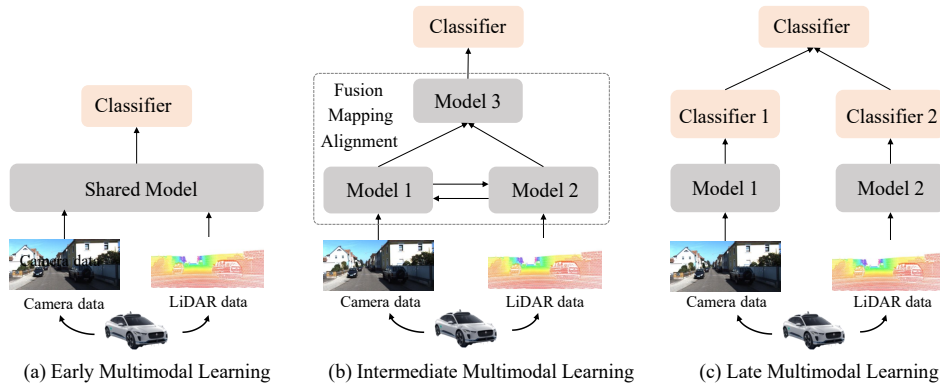 Classifier
Shared Model
Camera data
Camera data
LiDAR data
(a) Early Multimodal Learning
Classifier
Fusion
Mapping
Alignment
Model 3
Model 1
Model 2
Camera data
LiDAR data
(b) Intermediate Multimodal Learning
Classifier
Classifier 1
Classifier 2
Model 1
Model 2
Camera data
LiDAR data
(c) Late Multimodal Learning